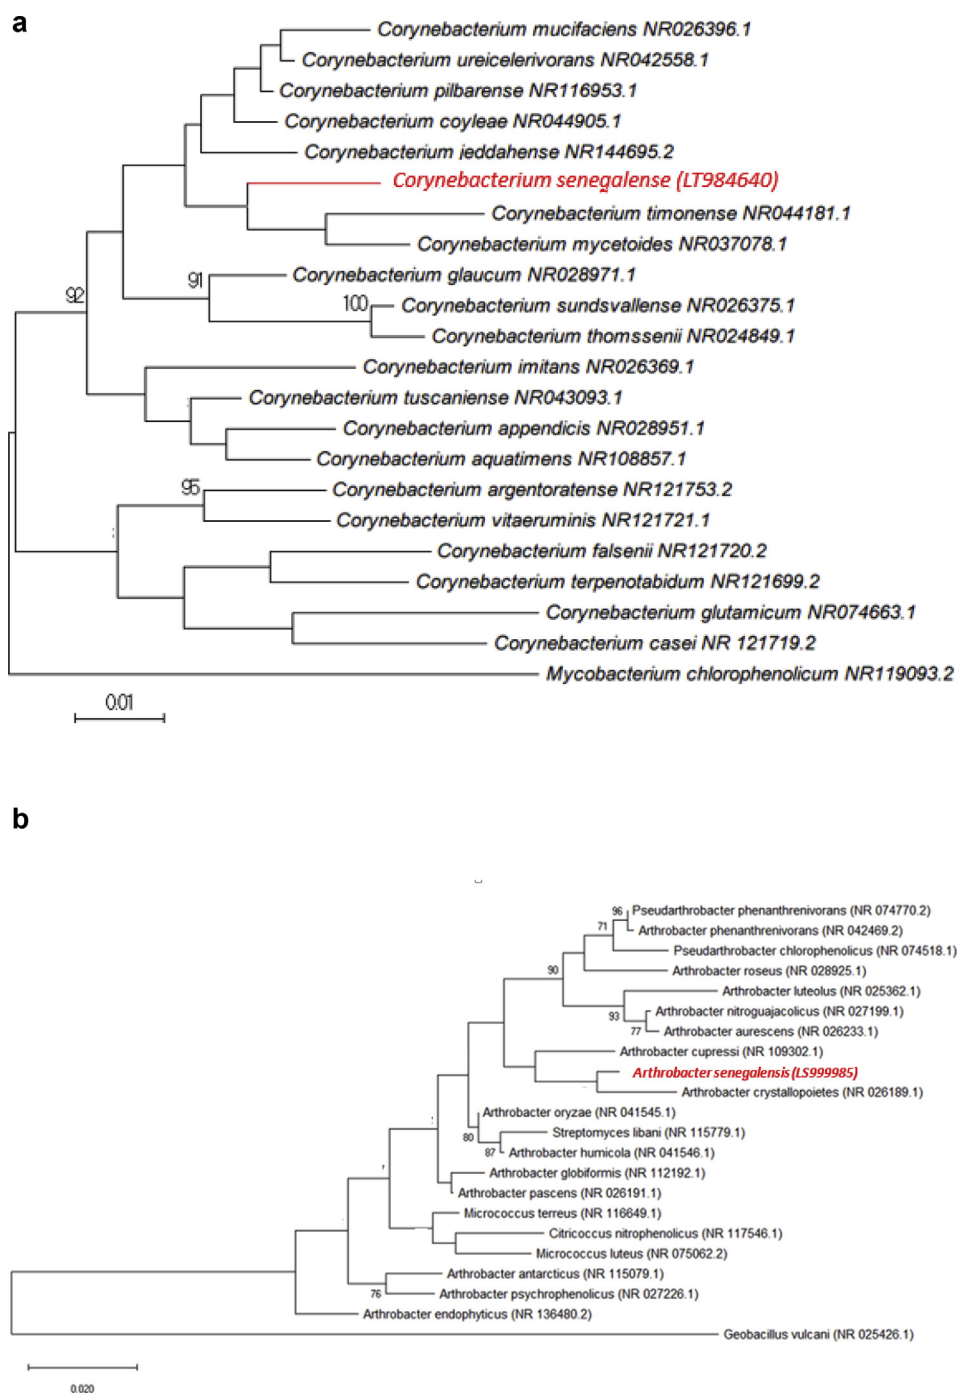 a
Corynebacterium mucifaciens NR026396.1
Corynebacterium ureicelerivorans NR042558.1
Corynebacterium pilbarense NR116953.1
Corynebacterium coyleae NR044905.1
Corynebacterium jeddahense NR144695.2
Corynebacterium senegalense (LT984640)
Corynebacterium timonense NR044181.1
Corynebacterium mycetoides NR037078.1
91
Corynebacterium glaucum NR028971.1
92
100
Corynebacterium sundsvallense NR026375.1
Corynebacterium thomssenii NR024849.1
Corynebacterium imitans NR026369.1
Corynebacterium tuscaniense NR043093.1
Corynebacterium appendicis NR028951.1
Corynebacterium aquatimens NR108857.1
95
Corynebacterium argentoratense NR121753.2
Corynebacterium vitaeruminis NR121721.1
Corynebacterium falsenii NR121720.2
Corynebacterium terpenotabidum NR121699.2
Corynebacterium glutamicum NR074663.1
Corynebacterium casei NR 121719.2
Mycobacterium chlorophenolicum NR119093.2
0.01
b
96
Pseudarthrobacter phenanthrenivorans (NR 074770.2)
71
Arthrobacter phenanthrenivorans (NR 042469.2)
Pseudarthrobacter chlorophenolicus (NR 074518.1)
90
Arthrobacter roseus (NR 028925.1)
Arthrobacter luteolus (NR 025362.1)
93
Arthrobacter nitroguajacolicus (NR 027199.1)
77
Arthrobacter aurescens (NR 026233.1)
Arthrobacter cupressi (NR 109302.1)
Arthrobacter senegalensis (LS999985)
Arthrobacter crystallopoietes (NR 026189.1)
Arthrobacter oryzae (NR 041545.1)
80
Streptomyces libani (NR 115779.1)
87
Arthrobacter humicola (NR 041546.1)
Arthrobacter globiformis (NR 112192.1)
Arthrobacter pascens (NR 026191.1)
Micrococcus terreus (NR 116649.1)
Citricoccus nitrophenolicus (NR 117546.1)
Micrococcus luteus (NR 075062.2)
Arthrobacter antarcticus (NR 115079.1)
76
Arthrobacter psychrophenolicus (NR 027226.1)
Arthrobacter endophyticus (NR 136480.2)
Geobacillus vulcani (NR 025426.1)
0.020